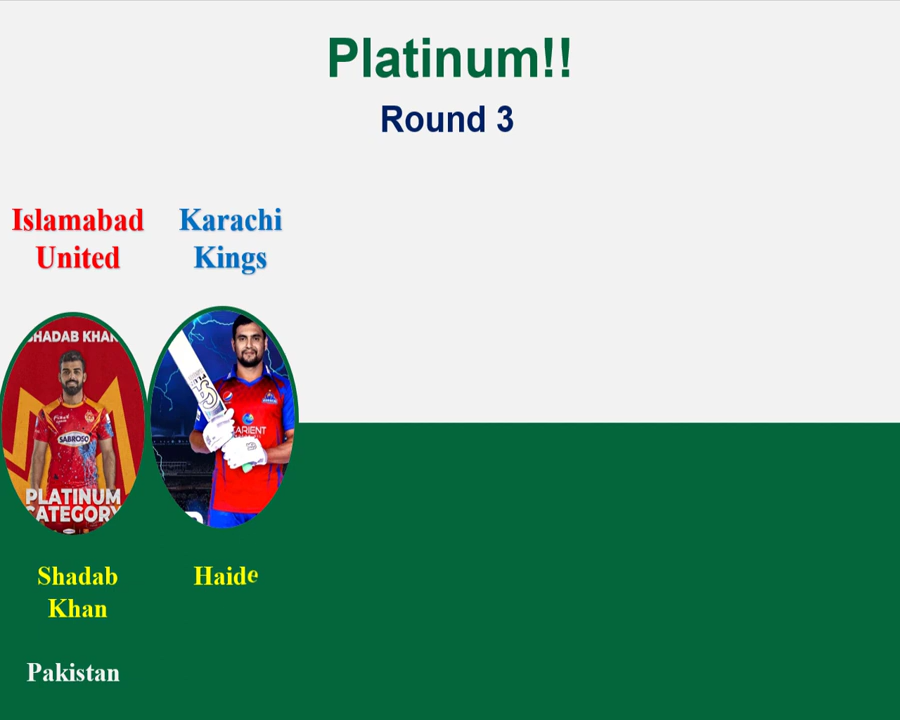 Platinum!!
Round 3
Islamabad
United
Karachi
Kings
SHADAB KHAN
SABROSO
PLATINUM
CATEGORY
Shadab
Khan
Haide
Pakistan